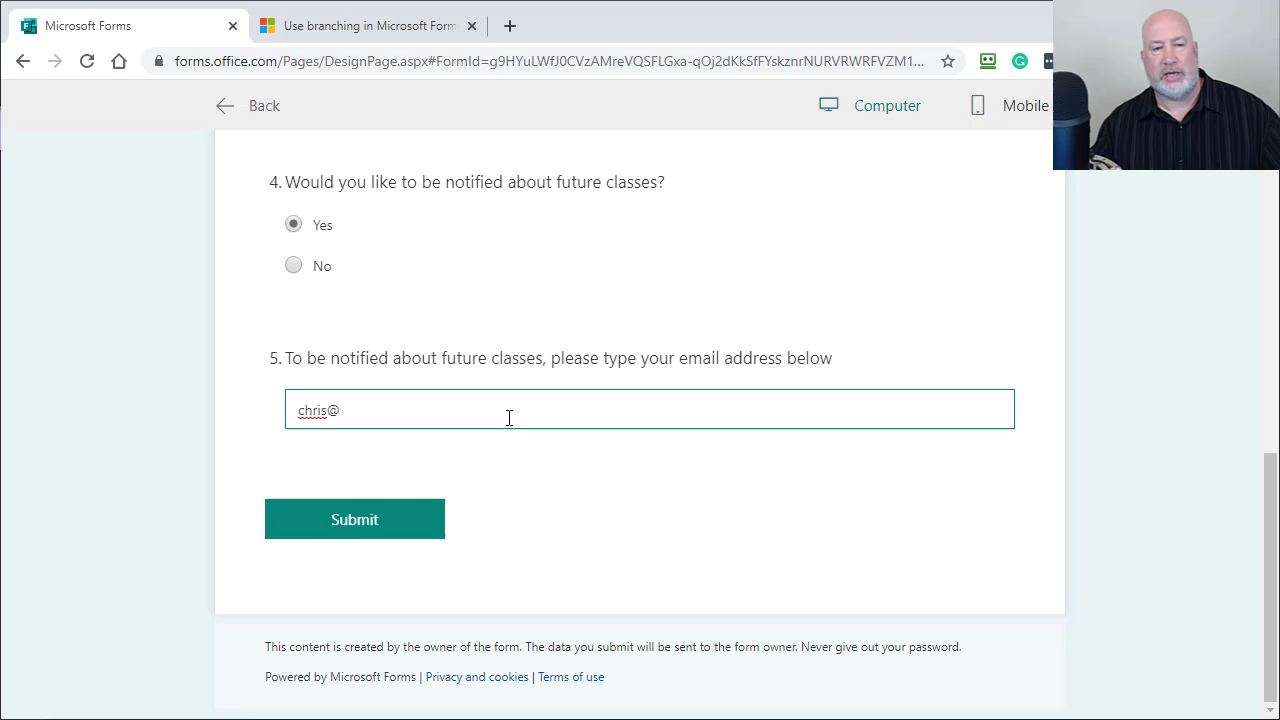 Microsoft Forms
Use branching in Microsoft Form
forms.office.com/Pages/DesignPage.aspx#FormId=g9HYuLWfJ0CVzAMreVQSFLGxa-qOj2dKkSfFYskznrNURVRWRFVZM1...
Back
Computer
Mobile
4. Would you like to be notified about future classes?
Yes
No
5. To be notified about future classes, please type your email address below
chris@
Submit
This content is created by the owner of the form. The data you submit will be sent to the form owner. Never give out your password.
Powered by Microsoft Forms | Privacy and cookies | Terms of use